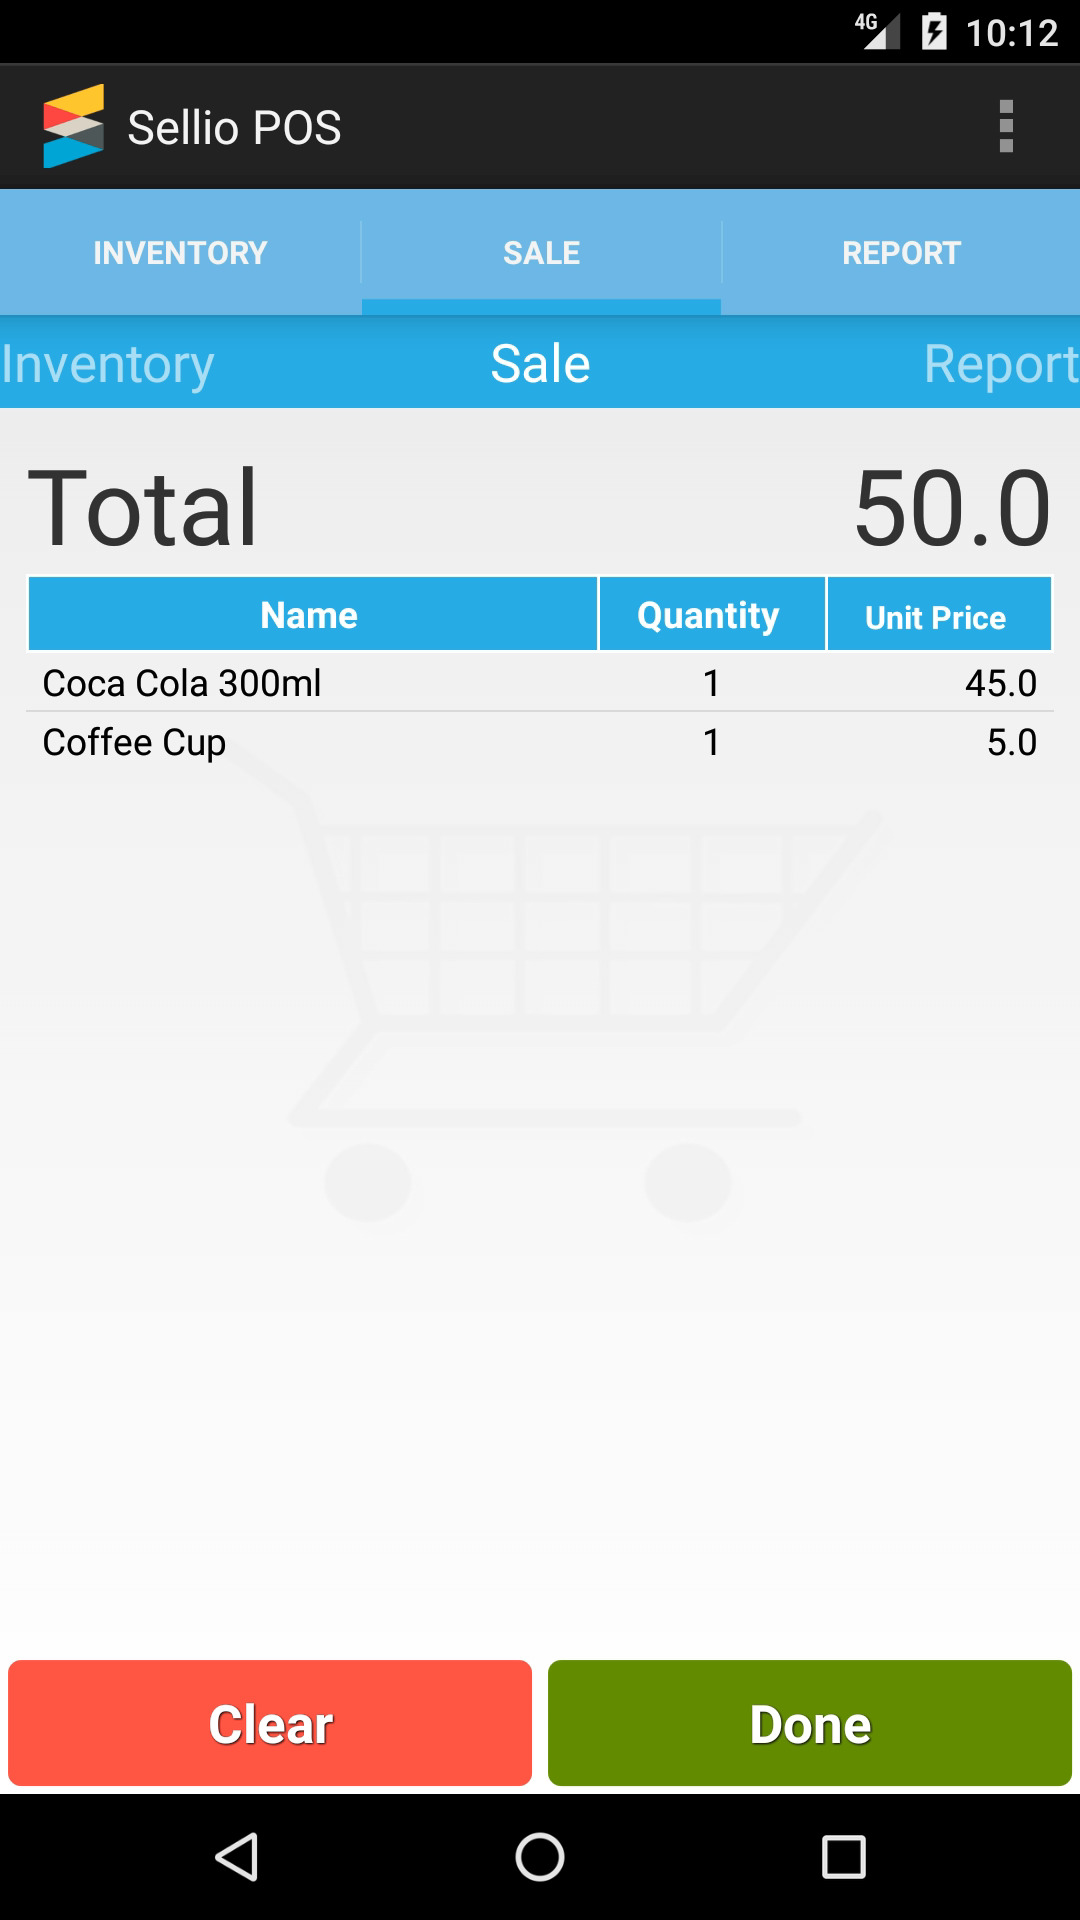 4G 10:12
Sellio POS
INVENTORY SALE REPORT
Inventory Sale Report
Total 50.0
Name Quantity Unit Price
Coca Cola 300ml 1 45.0
Coffee Cup 1 5.0
Clear Done